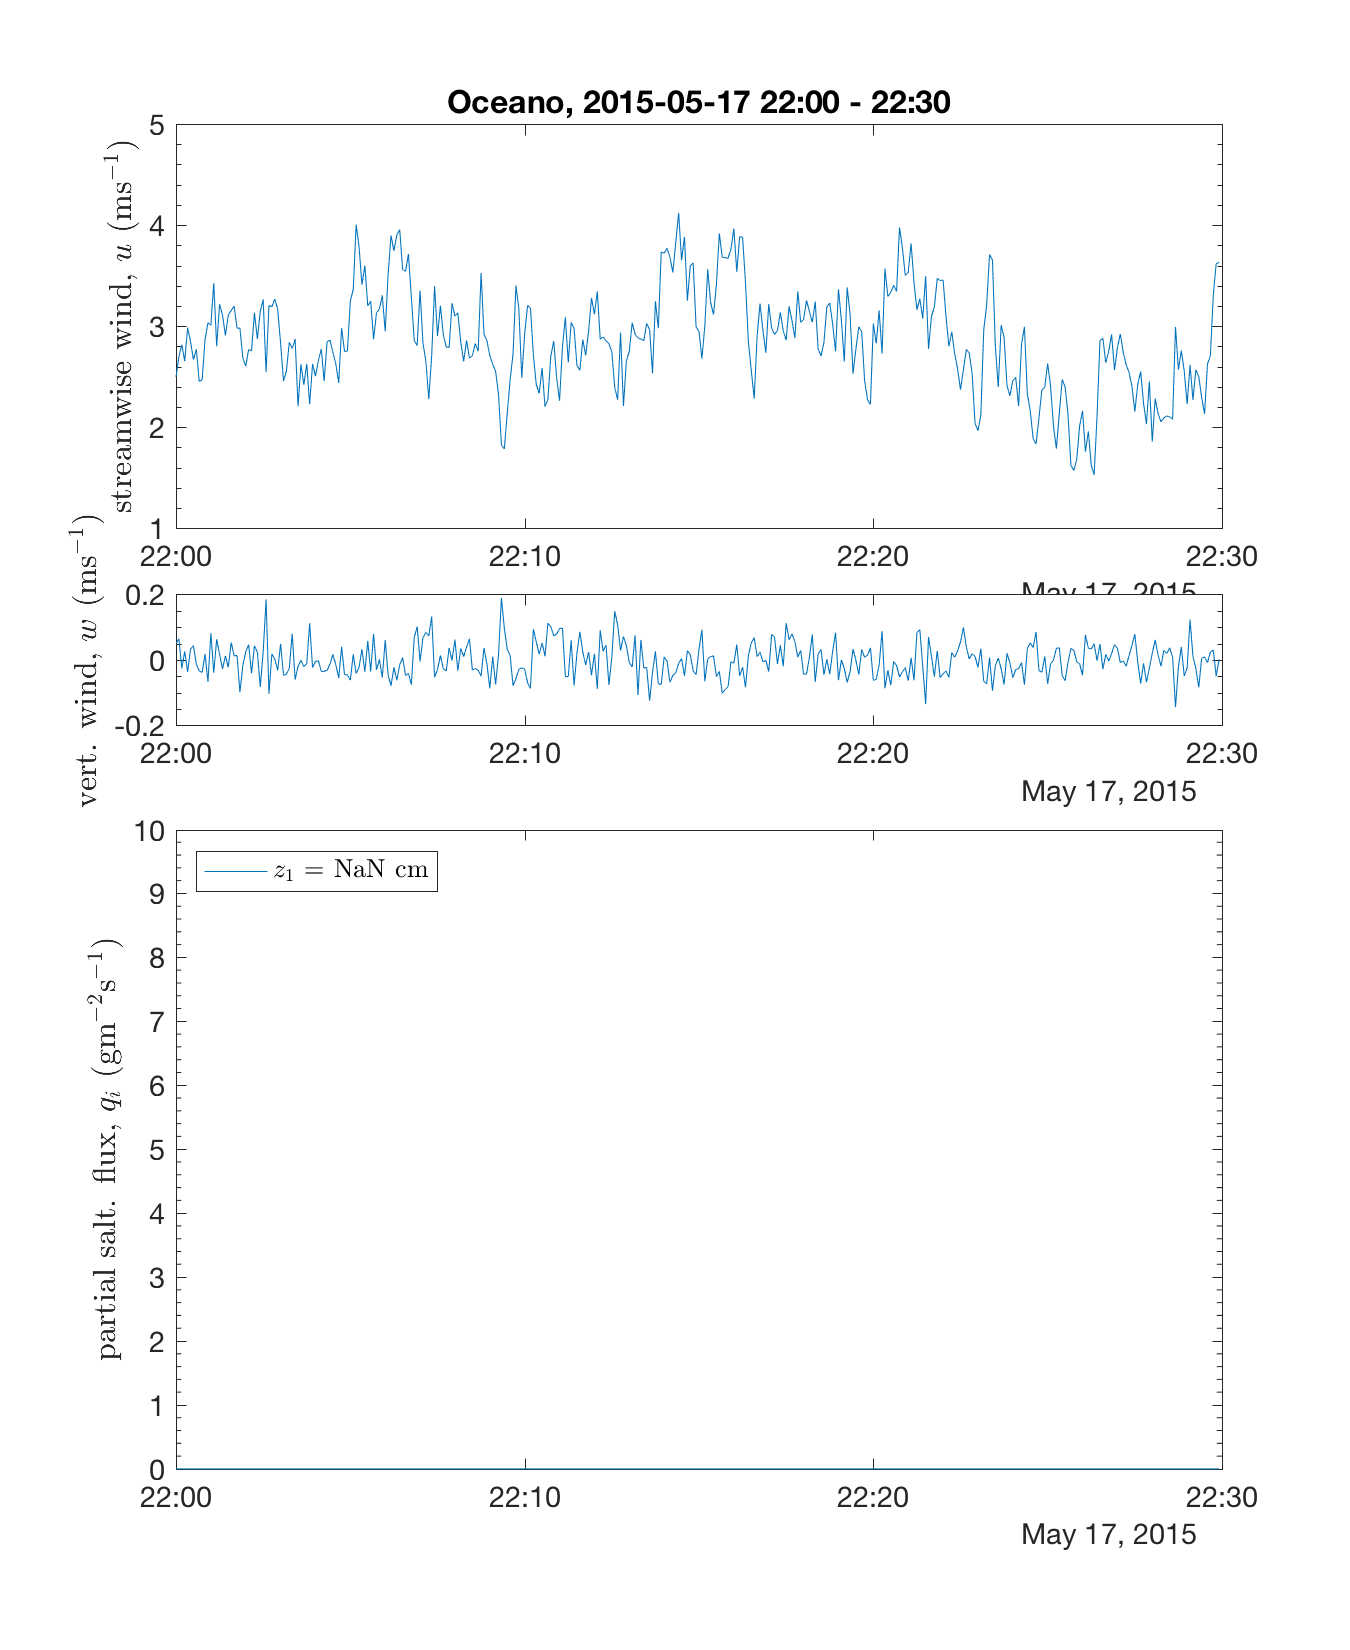 Oceano, 2015-05-17 22:00 - 22:30
streamwise wind, u (ms⁻¹)
5
4
3
2
1
22:00 22:10 22:20 22:30
May 17, 2015
vert. wind, w (ms⁻¹)
0.2
0
-0.2
22:00 22:10 22:20 22:30
May 17, 2015
partial salt. flux, qᵢ (gm⁻²s⁻¹)
z₁ = NaN cm
10
9
8
7
6
5
4
3
2
1
0
22:00 22:10 22:20 22:30
May 17, 2015